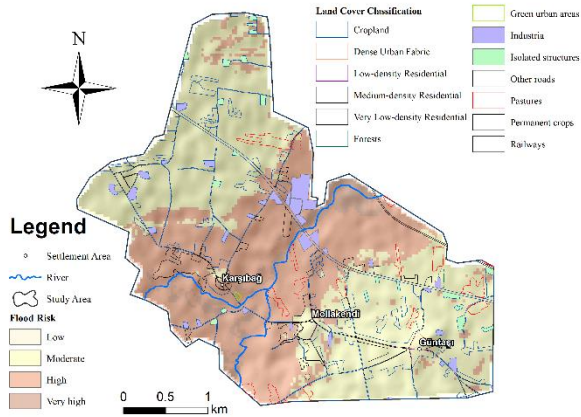 Land Cover Classification
Cropland
Dense Urban Fabric
Low-density Residential
Medium-density Residential
Very Low-density Residential
Forests
Green urban areas
Industria
Isolated structures
Other roads
Pastures
Permanent crops
Railways
N
Legend
Settlement Area
River
Study Area
Flood Risk
Low
Moderate
High
Very high
Karşıbağ
Mollakendi
Güntaşı
0 0.5 1
km